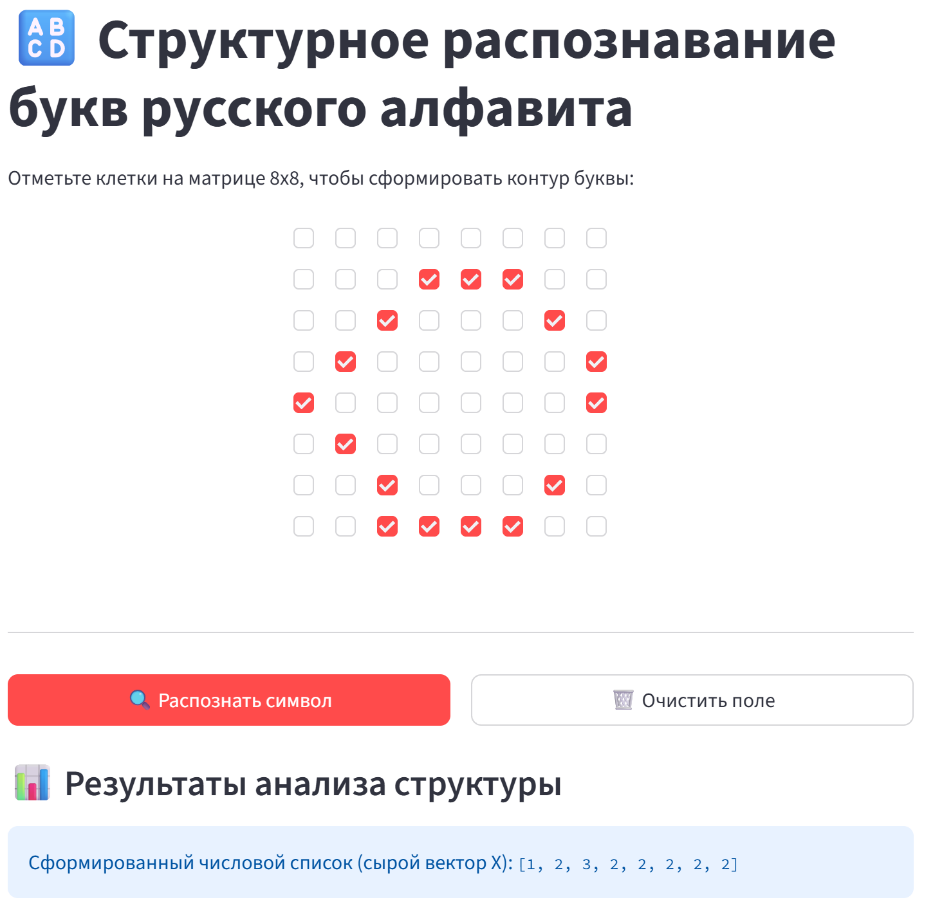 Структурное распознавание
букв русского алфавита
Отметьте клетки на матрице 8x8, чтобы сформировать контур буквы:
Распознать символ
Очистить поле
Результаты анализа структуры
Сформированный числовой список (сырой вектор X): [1, 2, 3, 2, 2, 2, 2, 2]